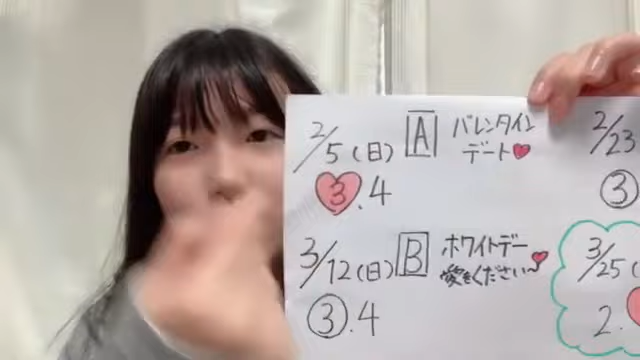 2/5(日) A バレンタイン
デート♥
3.4
3/12(日) B ホワイトデー
愛をください〜♥
③.4
2/23
③
3/25(
2.